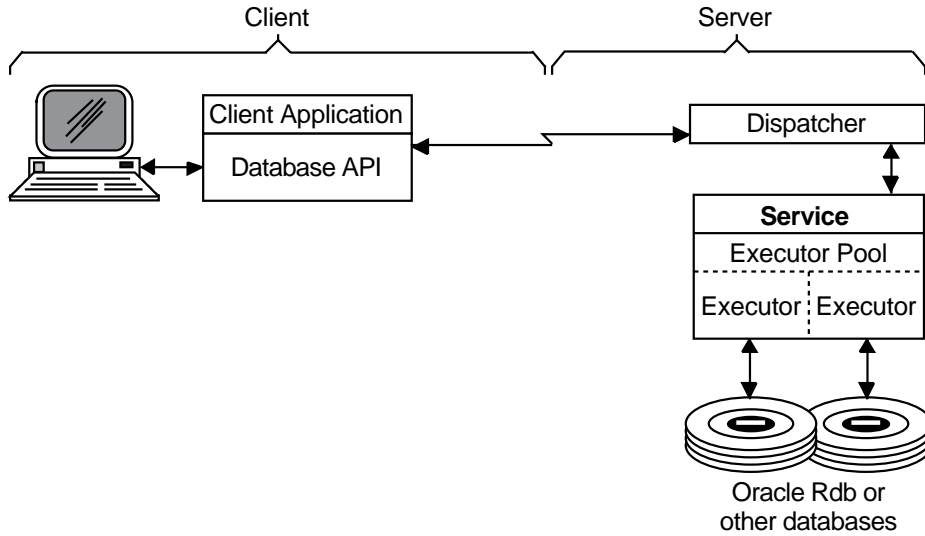 Client
Server
Client Application
Database API
Dispatcher
Service
Executor Pool
Executor
Executor
Oracle Rdb or
other databases